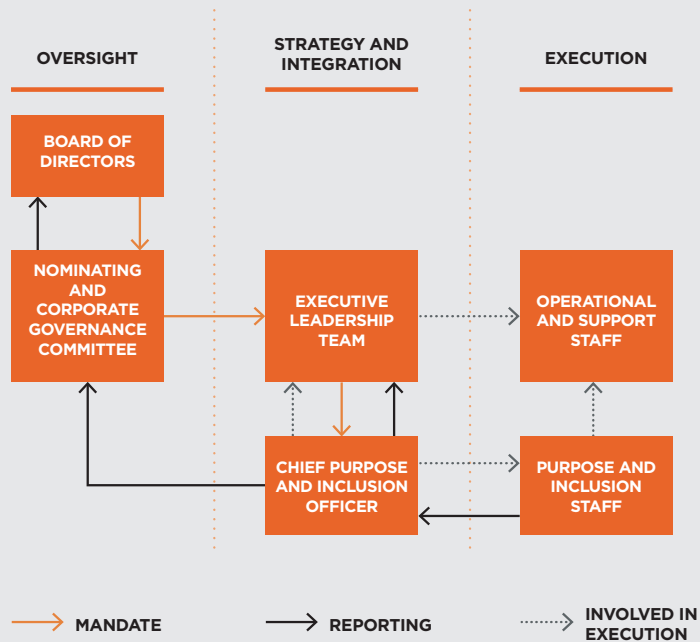 OVERSIGHT
STRATEGY AND
INTEGRATION
EXECUTION
BOARD OF
DIRECTORS
NOMINATING
AND
CORPORATE
GOVERNANCE
COMMITTEE
EXECUTIVE
LEADERSHIP
TEAM
OPERATIONAL
AND SUPPORT
STAFF
CHIEF PURPOSE
AND INCLUSION
OFFICER
PURPOSE AND
INCLUSION
STAFF
MANDATE
REPORTING
INVOLVED IN
EXECUTION